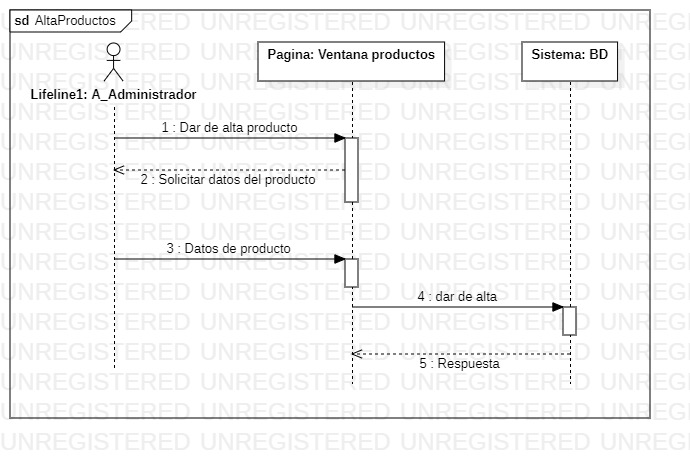 sd AltaProductos
Pagina: Ventana productos
Sistema: BD
Lifeline1: A_Administrador
1 : Dar de alta producto
2 : Solicitar datos del producto
3 : Datos de producto
4 : dar de alta
5 : Respuesta
UNREGISTERED UNREGISTERED UNREGISTERED UNREGISTERED